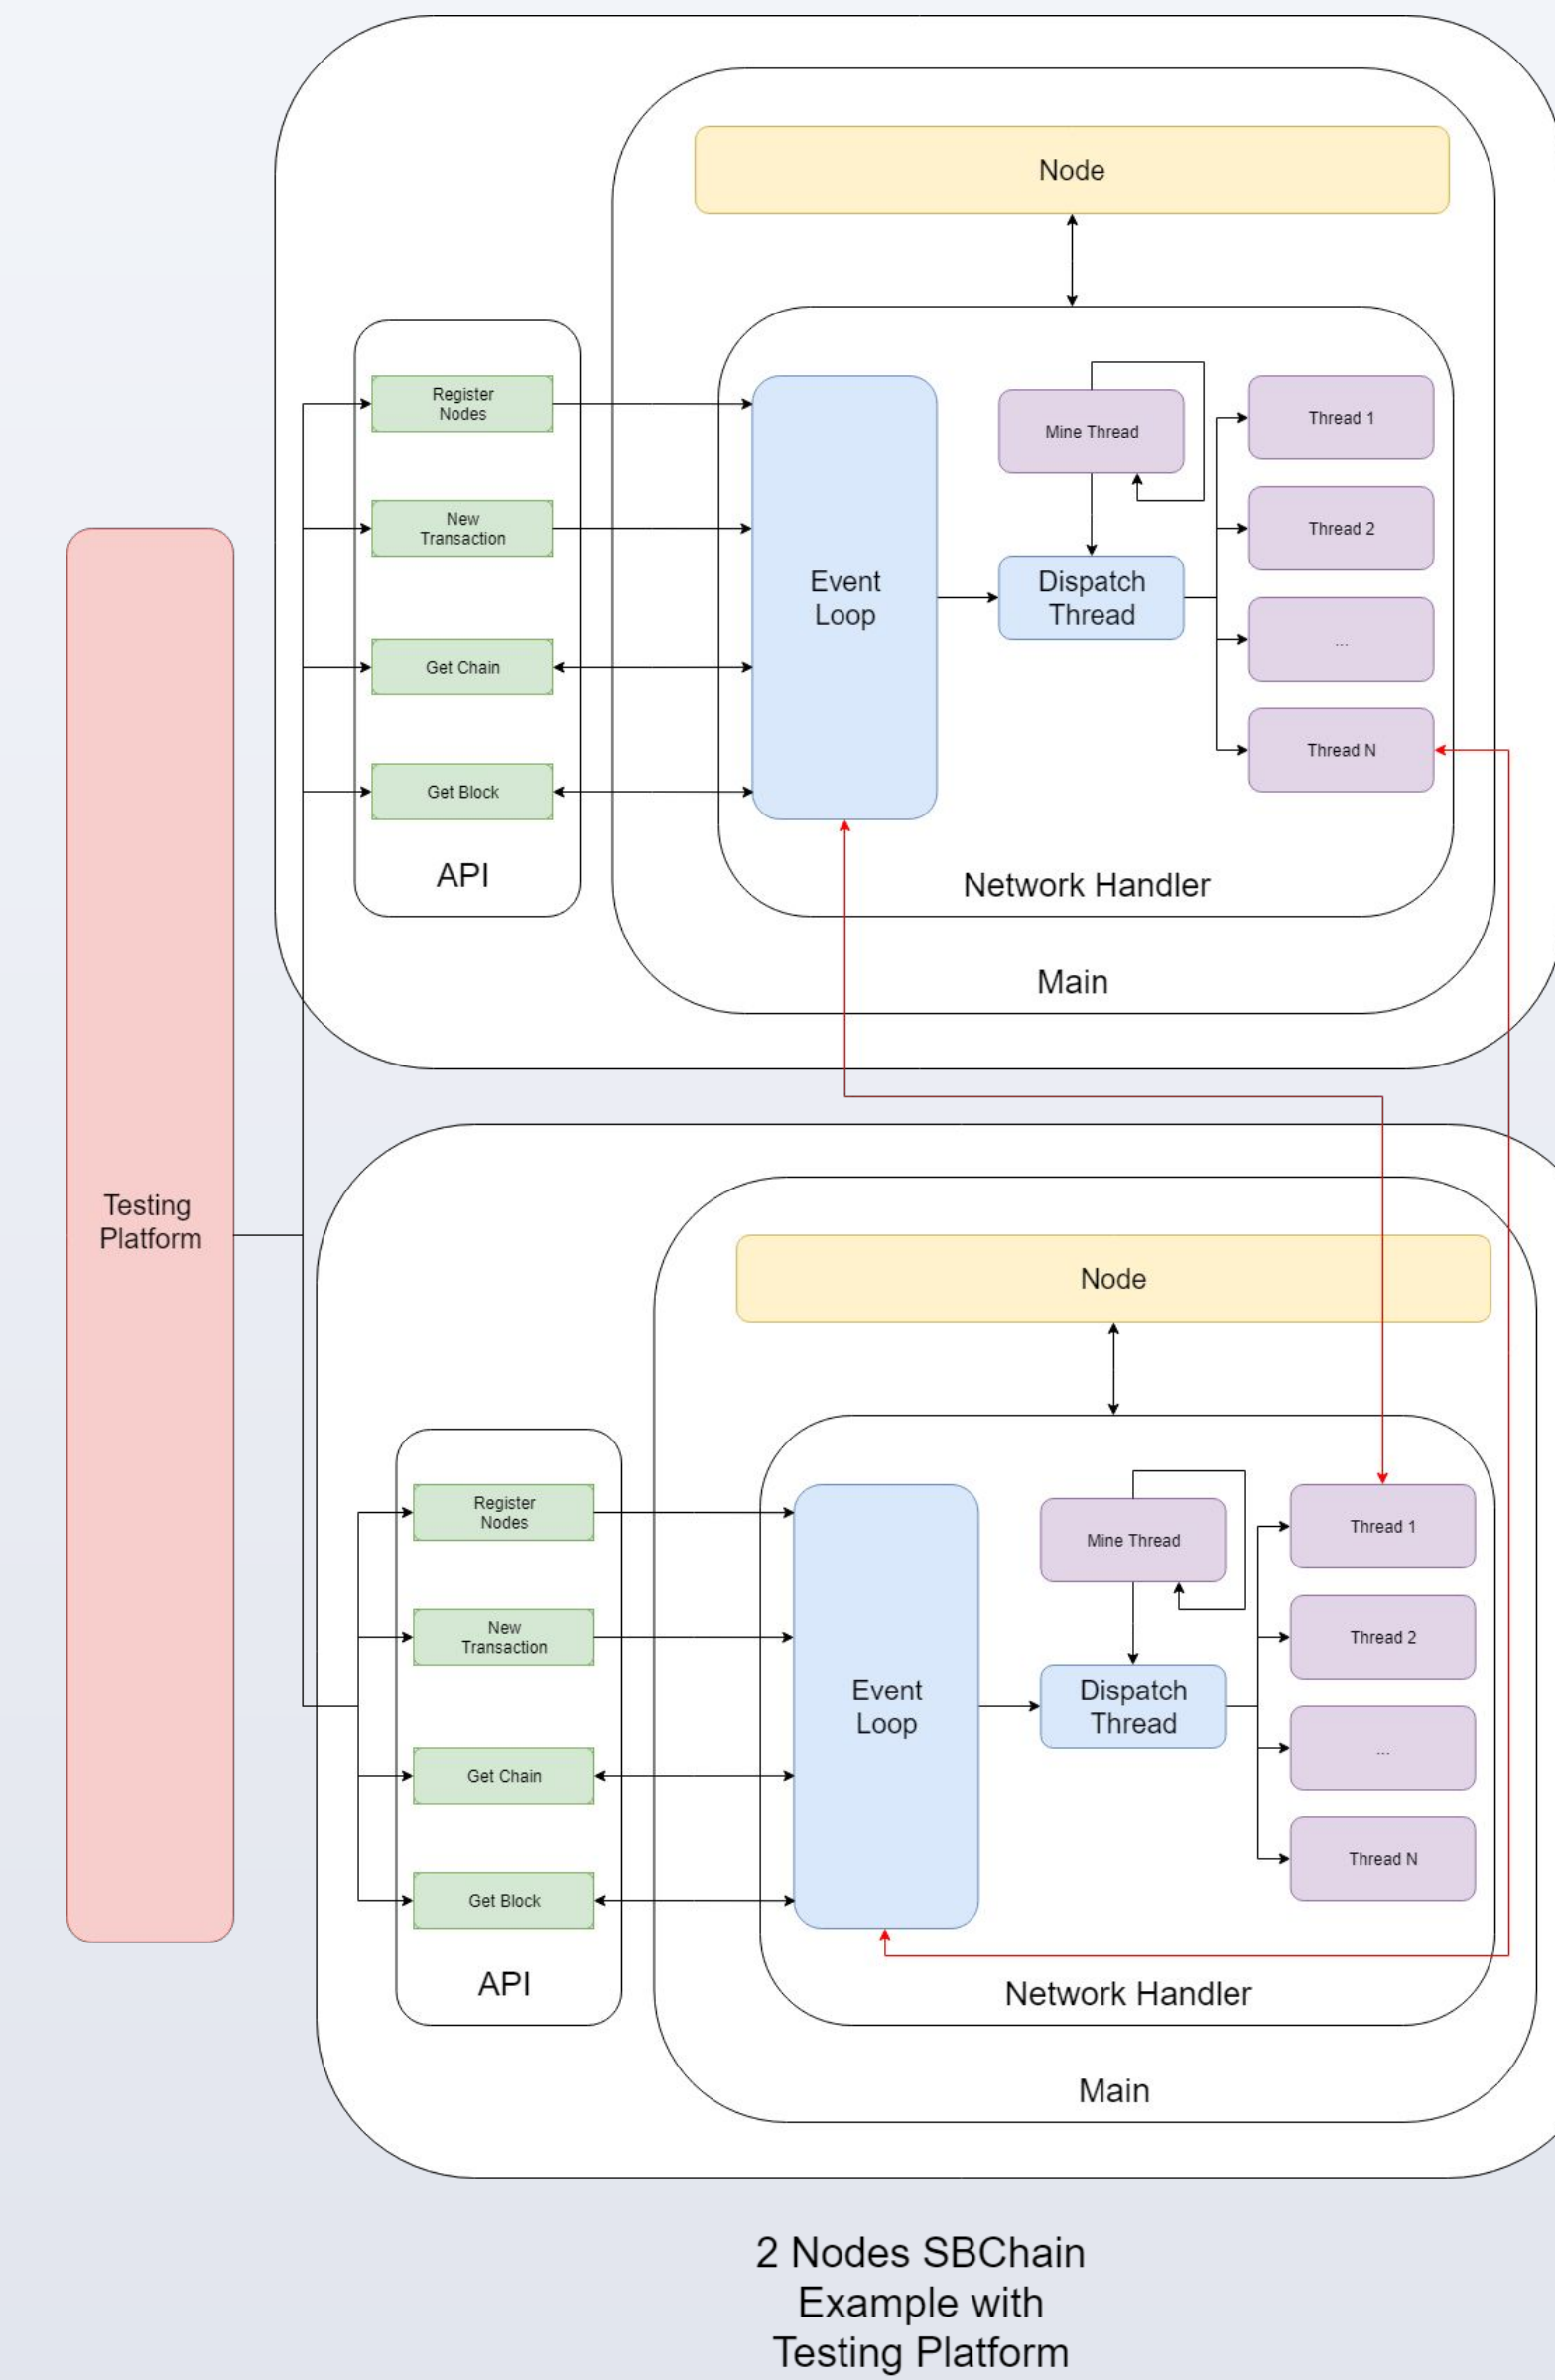 Node
Register
Nodes
New
Transaction
Get Chain
Get Block
API
Event
Loop
Mine Thread
Dispatch
Thread
Thread 1
Thread 2
...
Thread N
Network Handler
Main
Testing
Platform
Node
Register
Nodes
New
Transaction
Get Chain
Get Block
API
Event
Loop
Mine Thread
Dispatch
Thread
Thread 1
Thread 2
...
Thread N
Network Handler
Main
2 Nodes SBChain
Example with
Testing Platform